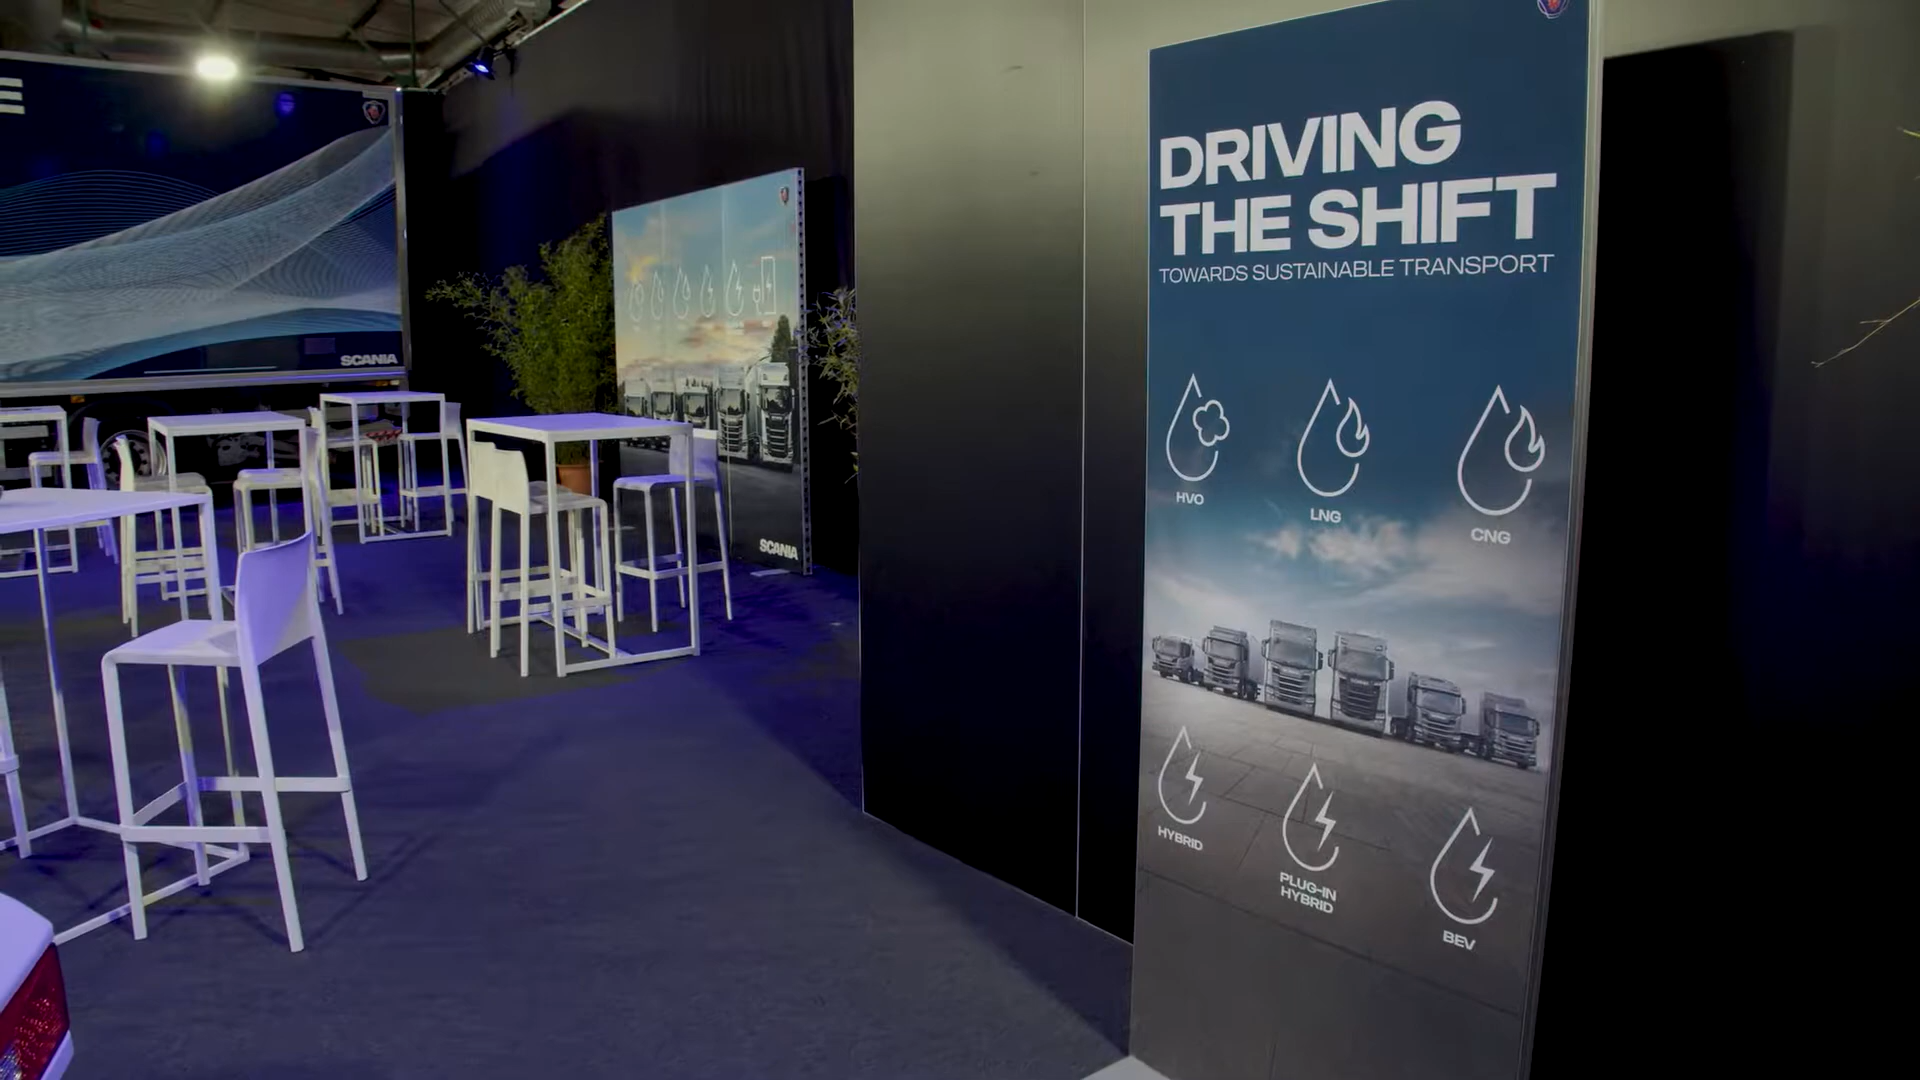 E
SCANIA
SCANIA
DRIVING
THE SHIFT
TOWARDS SUSTAINABLE TRANSPORT
HVO
LNG
CNG
HYBRID
PLUG-IN
HYBRID
BEV